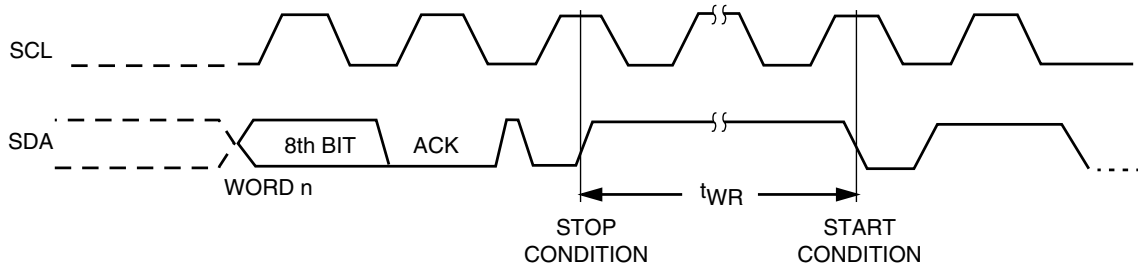 SCL
SDA
8th BIT
ACK
WORD n
tWR
STOP
CONDITION
START
CONDITION